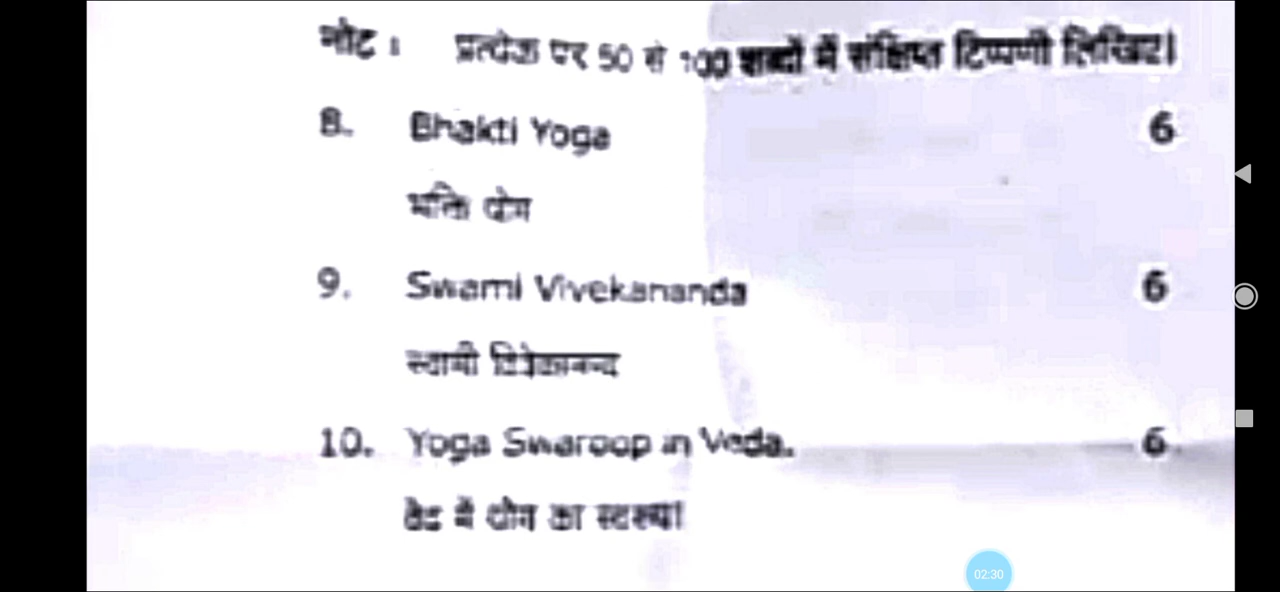 नोट : प्रत्येक पर 50 से 100 शब्दों में संक्षिप्त टिप्पणी लिखिए।
8. Bhakti Yoga 6
भक्ति योग
9. Swami Vivekananda 6
स्वामी विवेकानन्द
10. Yoga Swaroop in Veda. 6
वेद में योग का स्वरूप।
02:30